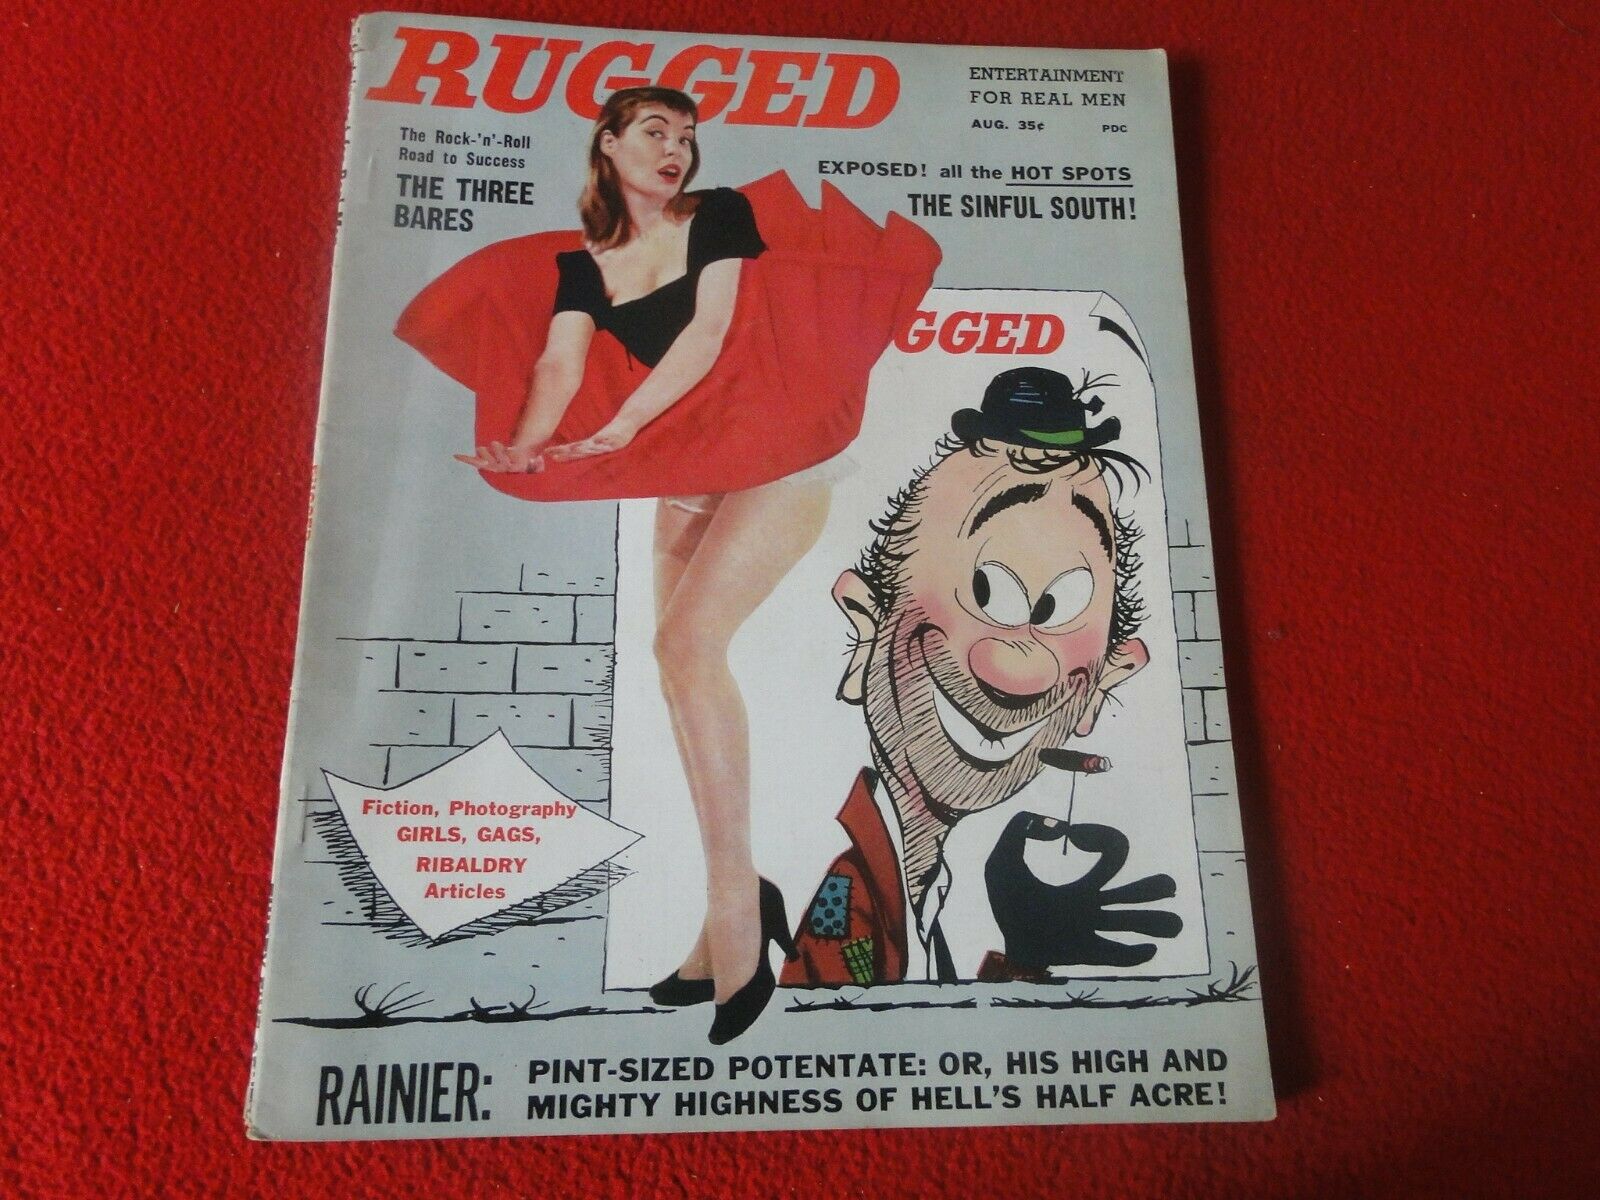 RUGGED
ENTERTAINMENT
FOR REAL MEN
AUG. 35¢ PDC
The Rock-'n'-Roll
Road to Success
THE THREE
BARES
EXPOSED! all the HOT SPOTS
THE SINFUL SOUTH!
GGED
Fiction, Photography
GIRLS, GAGS,
RIBALDRY
Articles
RAINIER:
PINT-SIZED POTENTATE: OR, HIS HIGH AND
MIGHTY HIGHNESS OF HELL'S HALF ACRE!